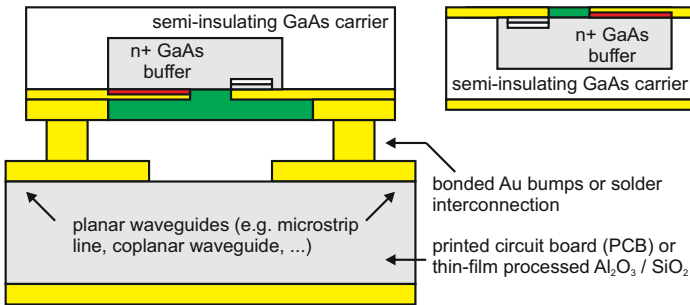 semi-insulating GaAs carrier
n+ GaAs
buffer
n+ GaAs
buffer
semi-insulating GaAs carrier
bonded Au bumps or solder
interconnection
planar waveguides (e.g. microstrip
line, coplanar waveguide, ...)
printed circuit board (PCB) or
thin-film processed Al₂O₃ / SiO₂